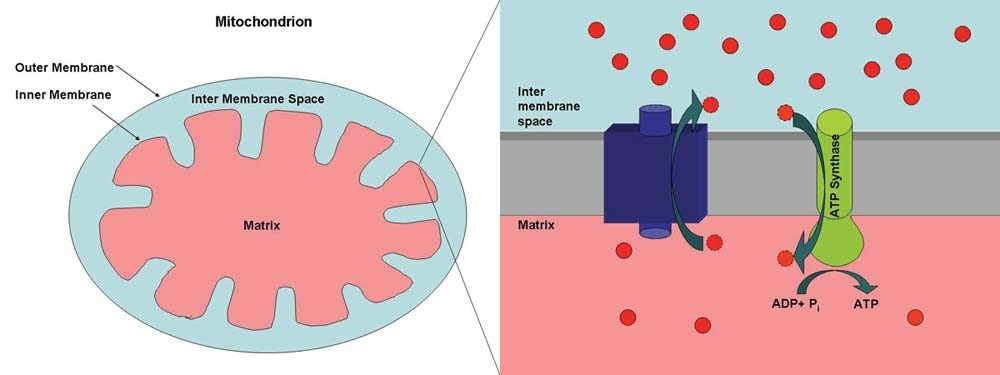 Mitochondrion
Outer Membrane
Inner Membrane
Inter Membrane Space
Matrix
Inter
membrane
space
Matrix
ATP Synthase
ADP+ Pi
ATP